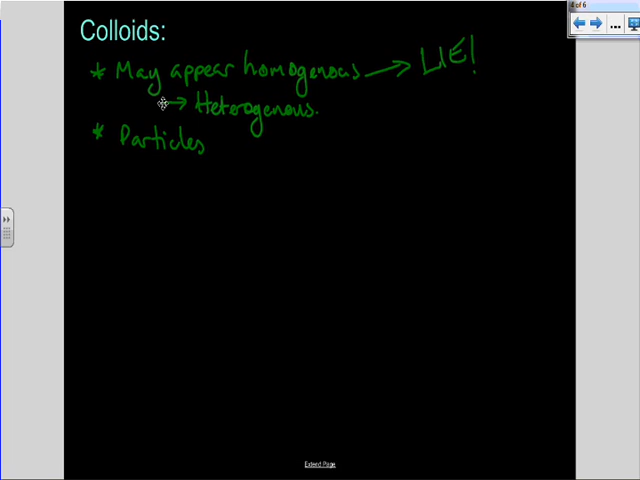 4 of 6
Colloids:
* May appear homogenous → LIE!
→ Heterogenous.
* Particles
Extend Page